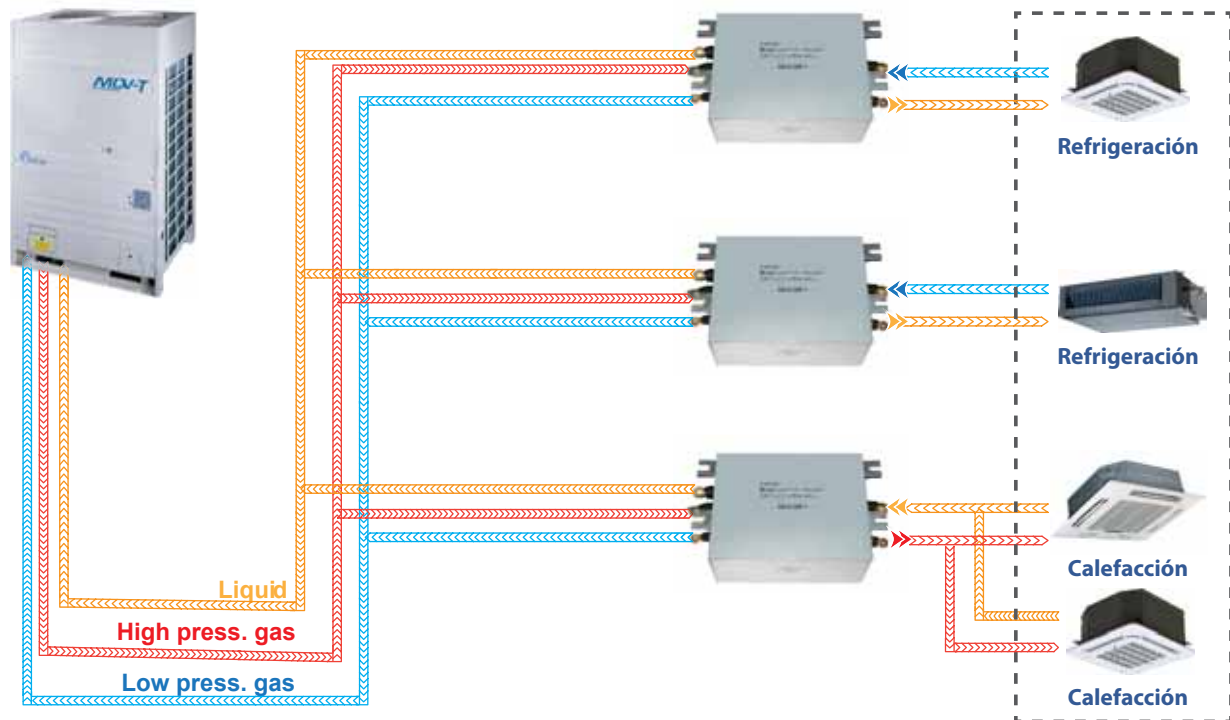 MDV-T
Refrigeración
Refrigeración
Calefacción
Calefacción
Liquid
High press. gas
Low press. gas